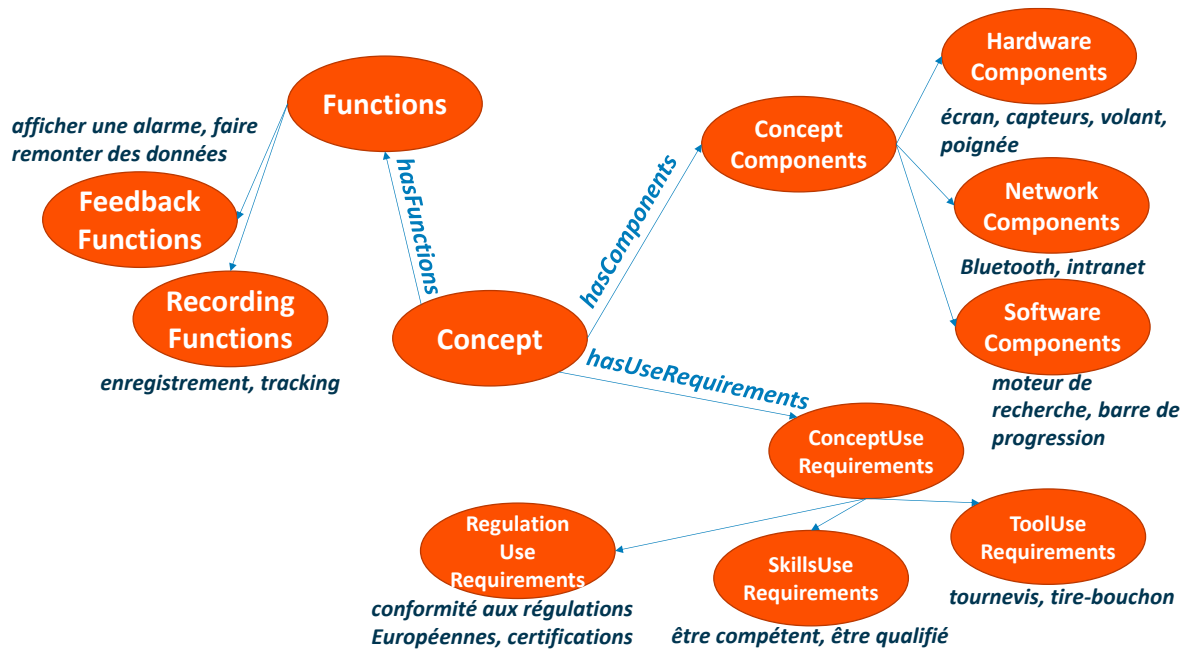 Functions
afficher une alarme, faire
remonter des données
Feedback
Functions
Recording
Functions
enregistrement, tracking
hasFunctions
Concept
hasComponents
Concept
Components
Hardware
Components
écran, capteurs, volant,
poignée
Network
Components
Bluetooth, intranet
Software
Components
moteur de
recherche, barre de
progression
hasUseRequirements
ConceptUse
Requirements
Regulation
Use
Requirements
conformité aux régulations
Européennes, certifications
SkillsUse
Requirements
être compétent, être qualifié
ToolUse
Requirements
tournevis, tire-bouchon